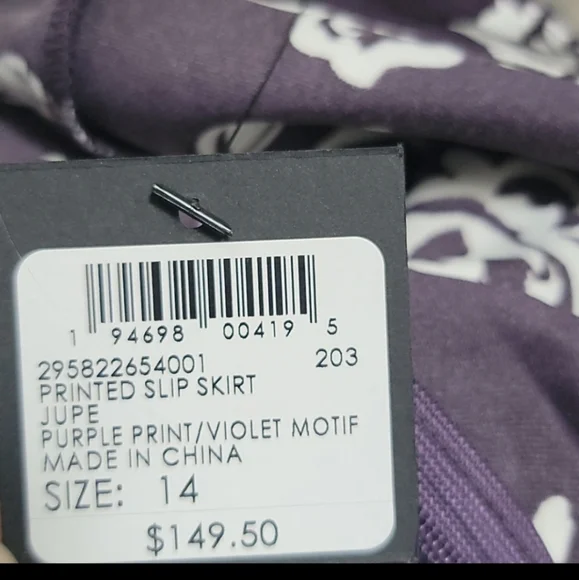 1 94698 00419 5
295822654001 203
PRINTED SLIP SKIRT
JUPE
PURPLE PRINT/VIOLET MOTIF
MADE IN CHINA
SIZE: 14
$149.50